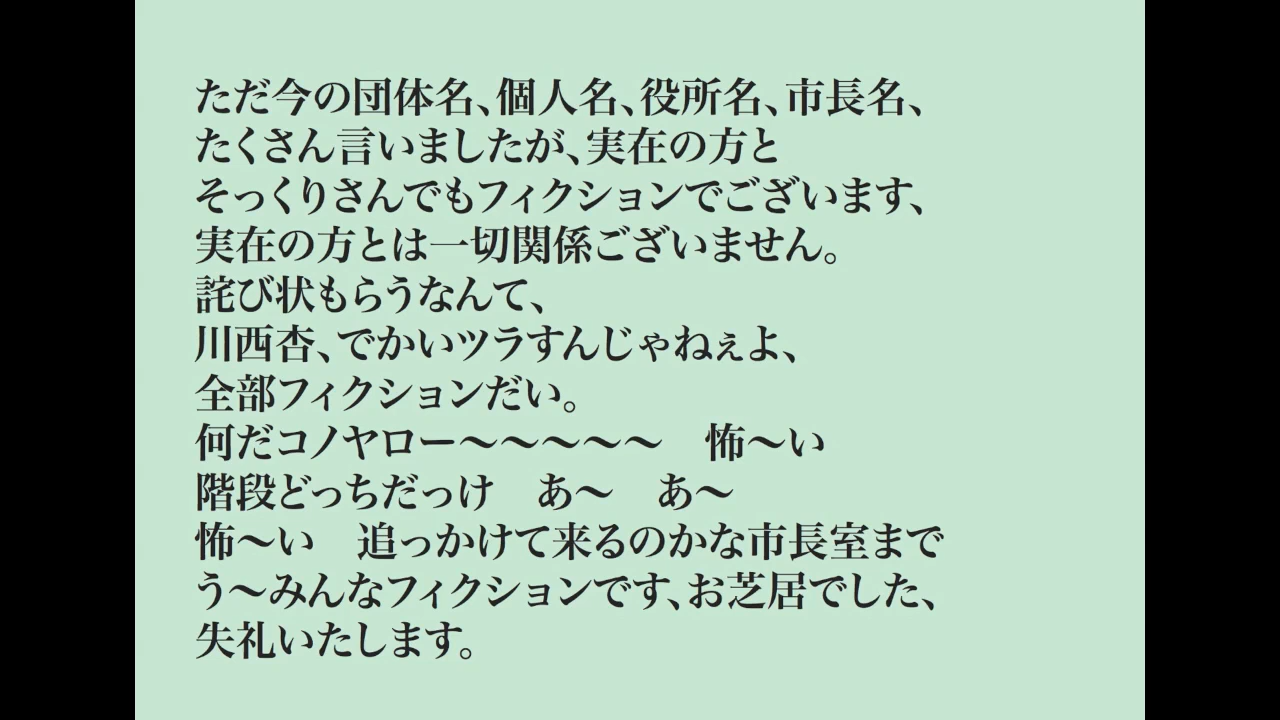 ただ今の団体名、個人名、役所名、市長名、
たくさん言いましたが、実在の方と
そっくりさんでもフィクションでございます、
実在の方とは一切関係ございません。
詫び状もらうなんて、
川西杏、でかいツラすんじゃねぇよ、
全部フィクションだい。
何だコノヤロー〜〜〜〜〜　怖〜い
階段どっちだっけ　あ〜　あ〜
怖〜い　追っかけて来るのかな市長室まで
う〜みんなフィクションです、お芝居でした、
失礼いたします。